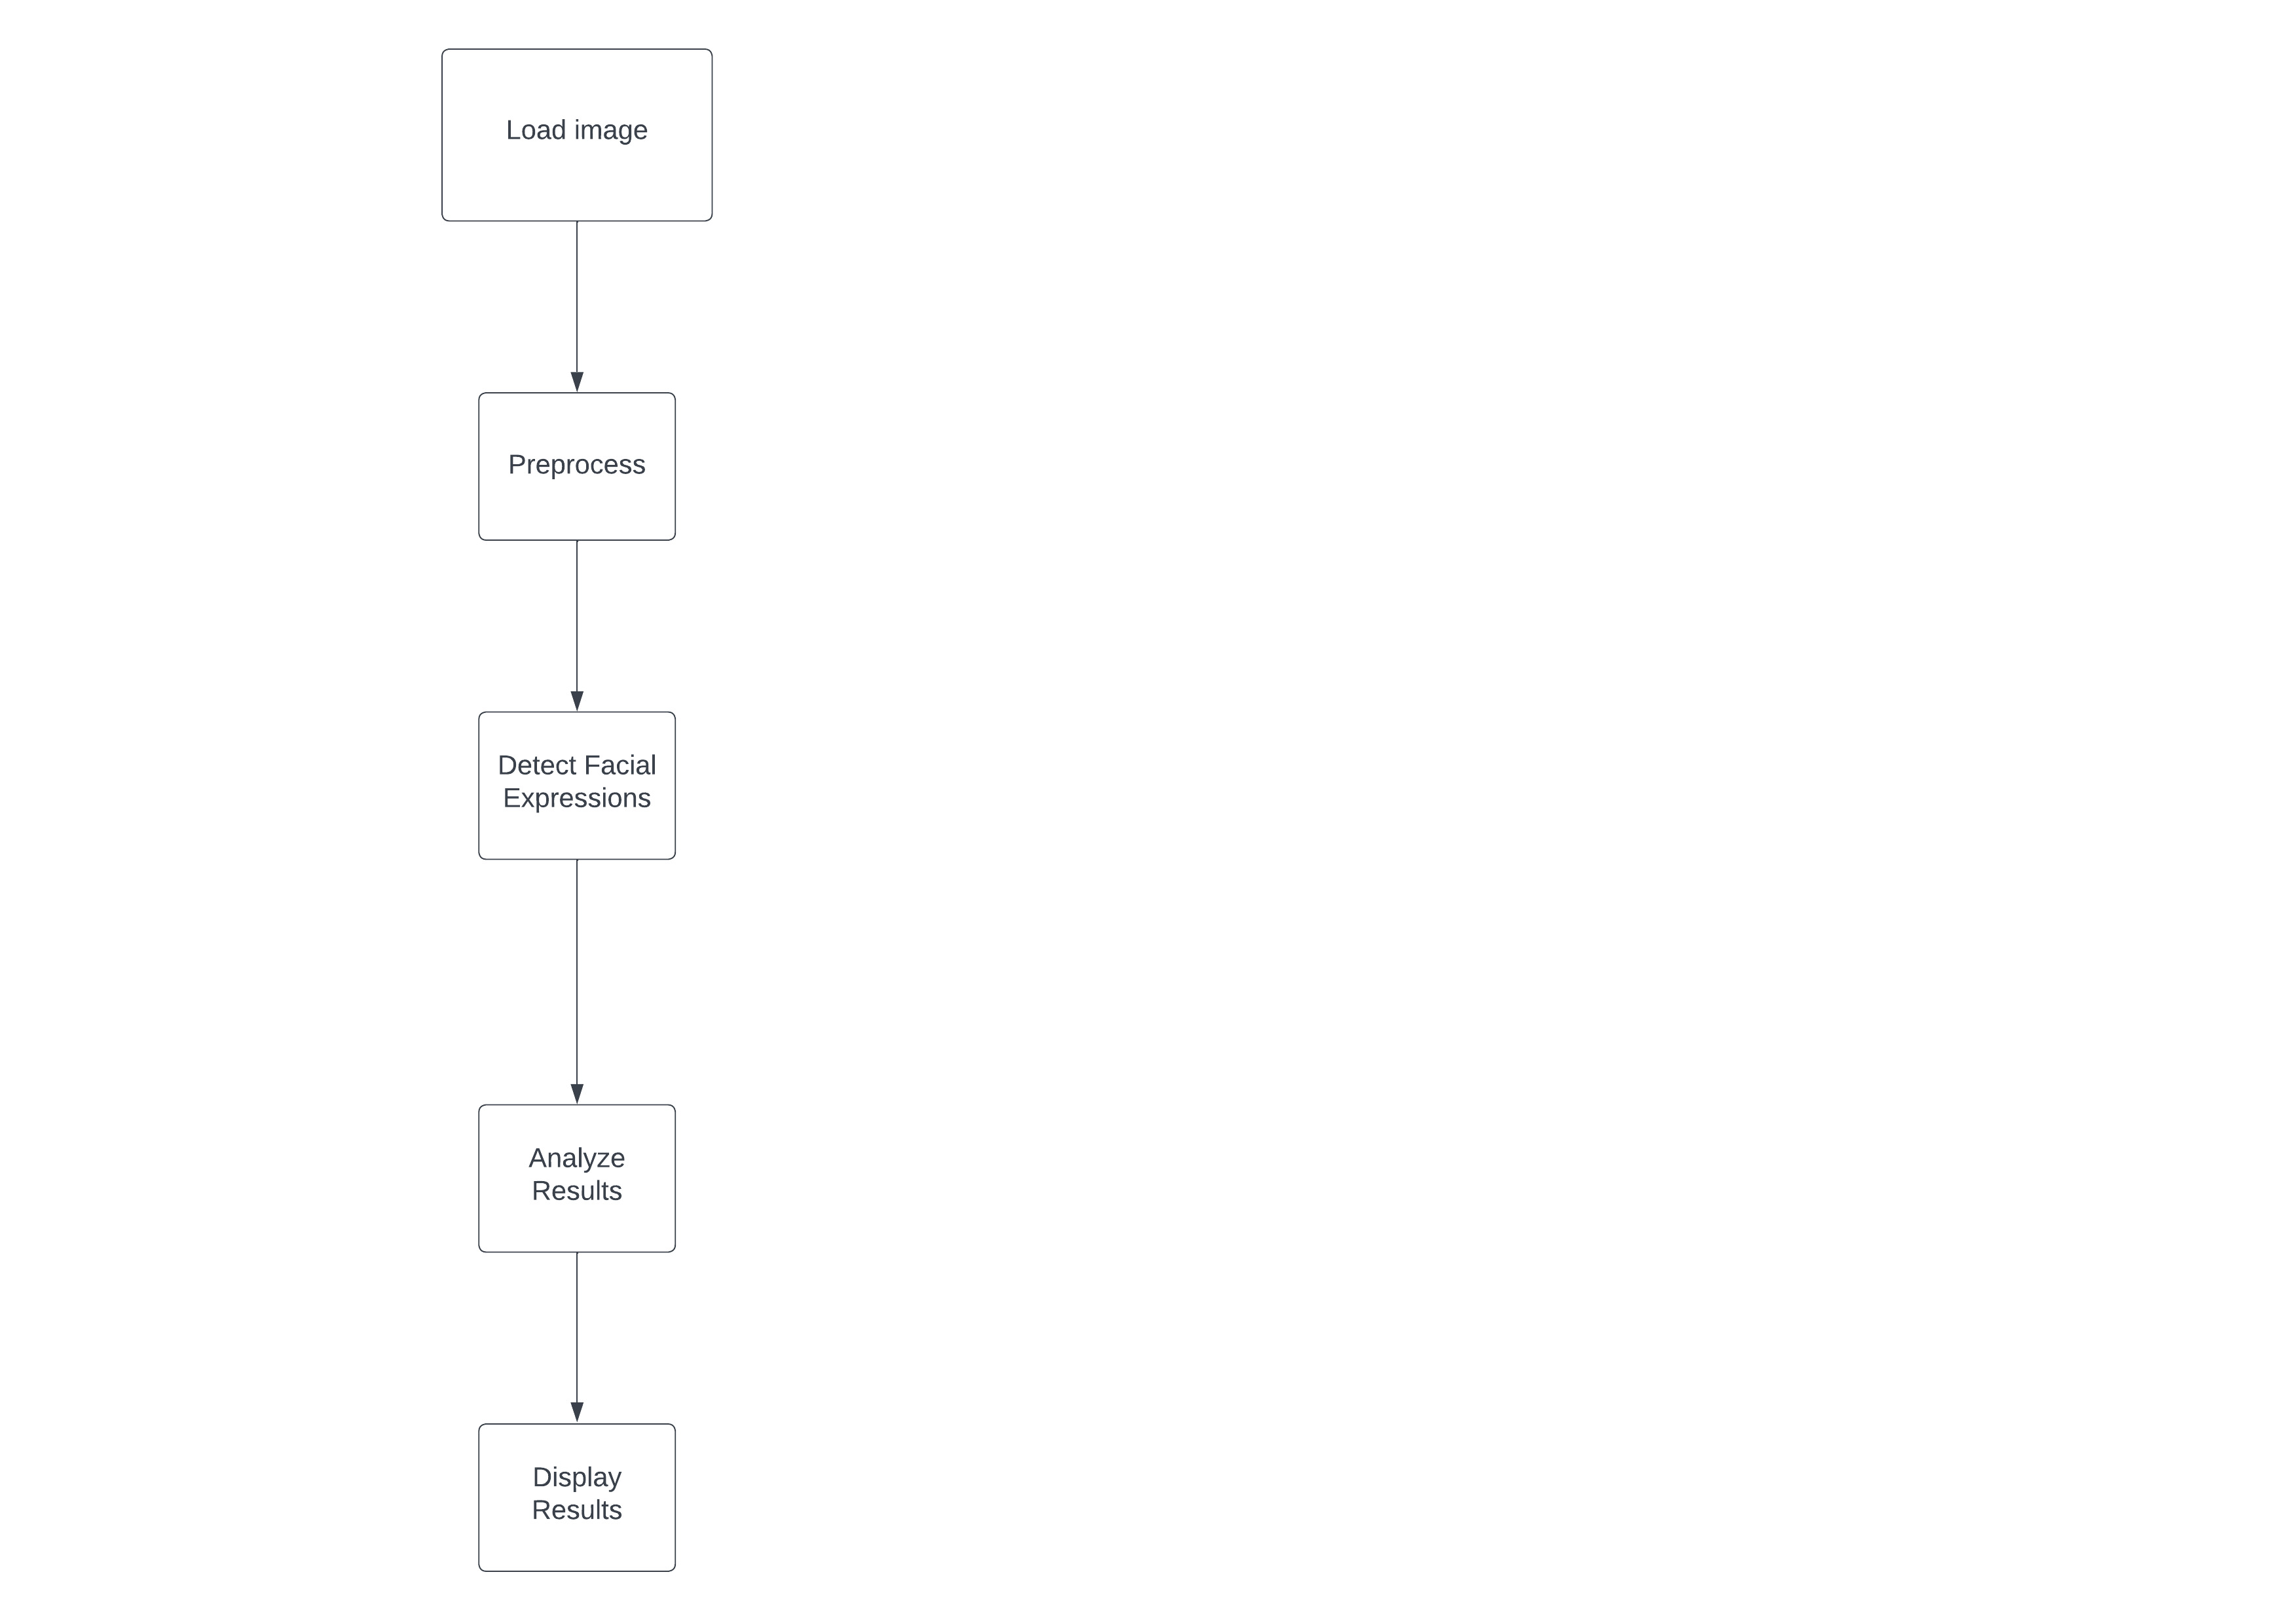 Load image
Preprocess
Detect Facial
Expressions
Analyze
Results
Display
Results